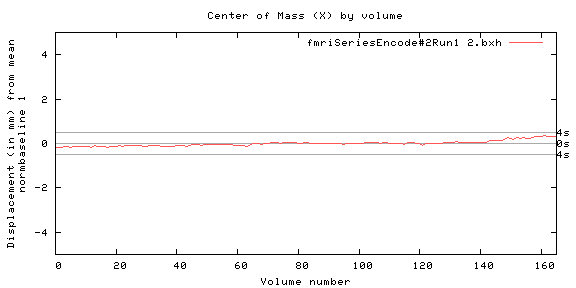 Center of Mass (X) by volume
fmriSeriesEncode#2Run1 2.bxh
Displacement (in mm) from mean
normbaseline 1
4
2
0
-2
-4
4s
0s
4s
0 20 40 60 80 100 120 140 160
Volume number